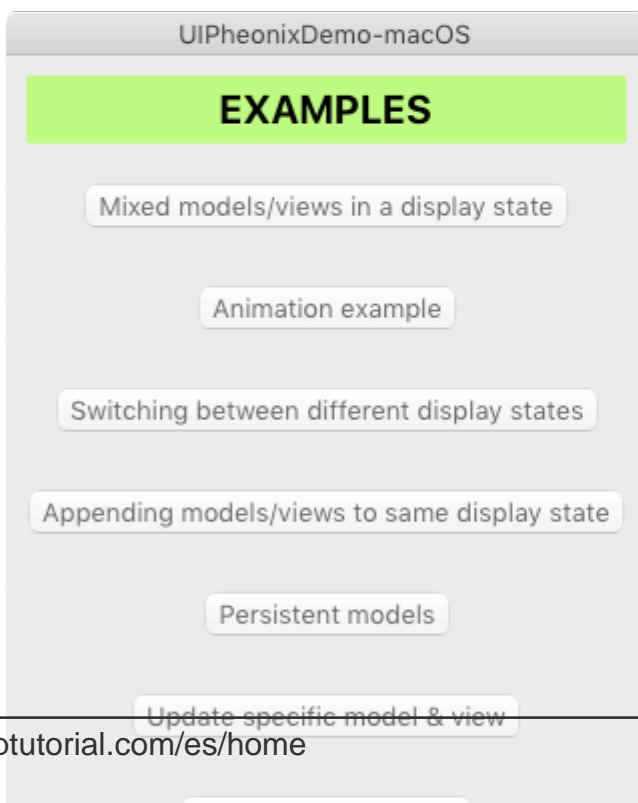 UIPheonixDemo-macOS
EXAMPLES
Mixed models/views in a display state
Animation example
Switching between different display states
Appending models/views to same display state
Persistent models
Update specific model & view
otutorial.com/es/home